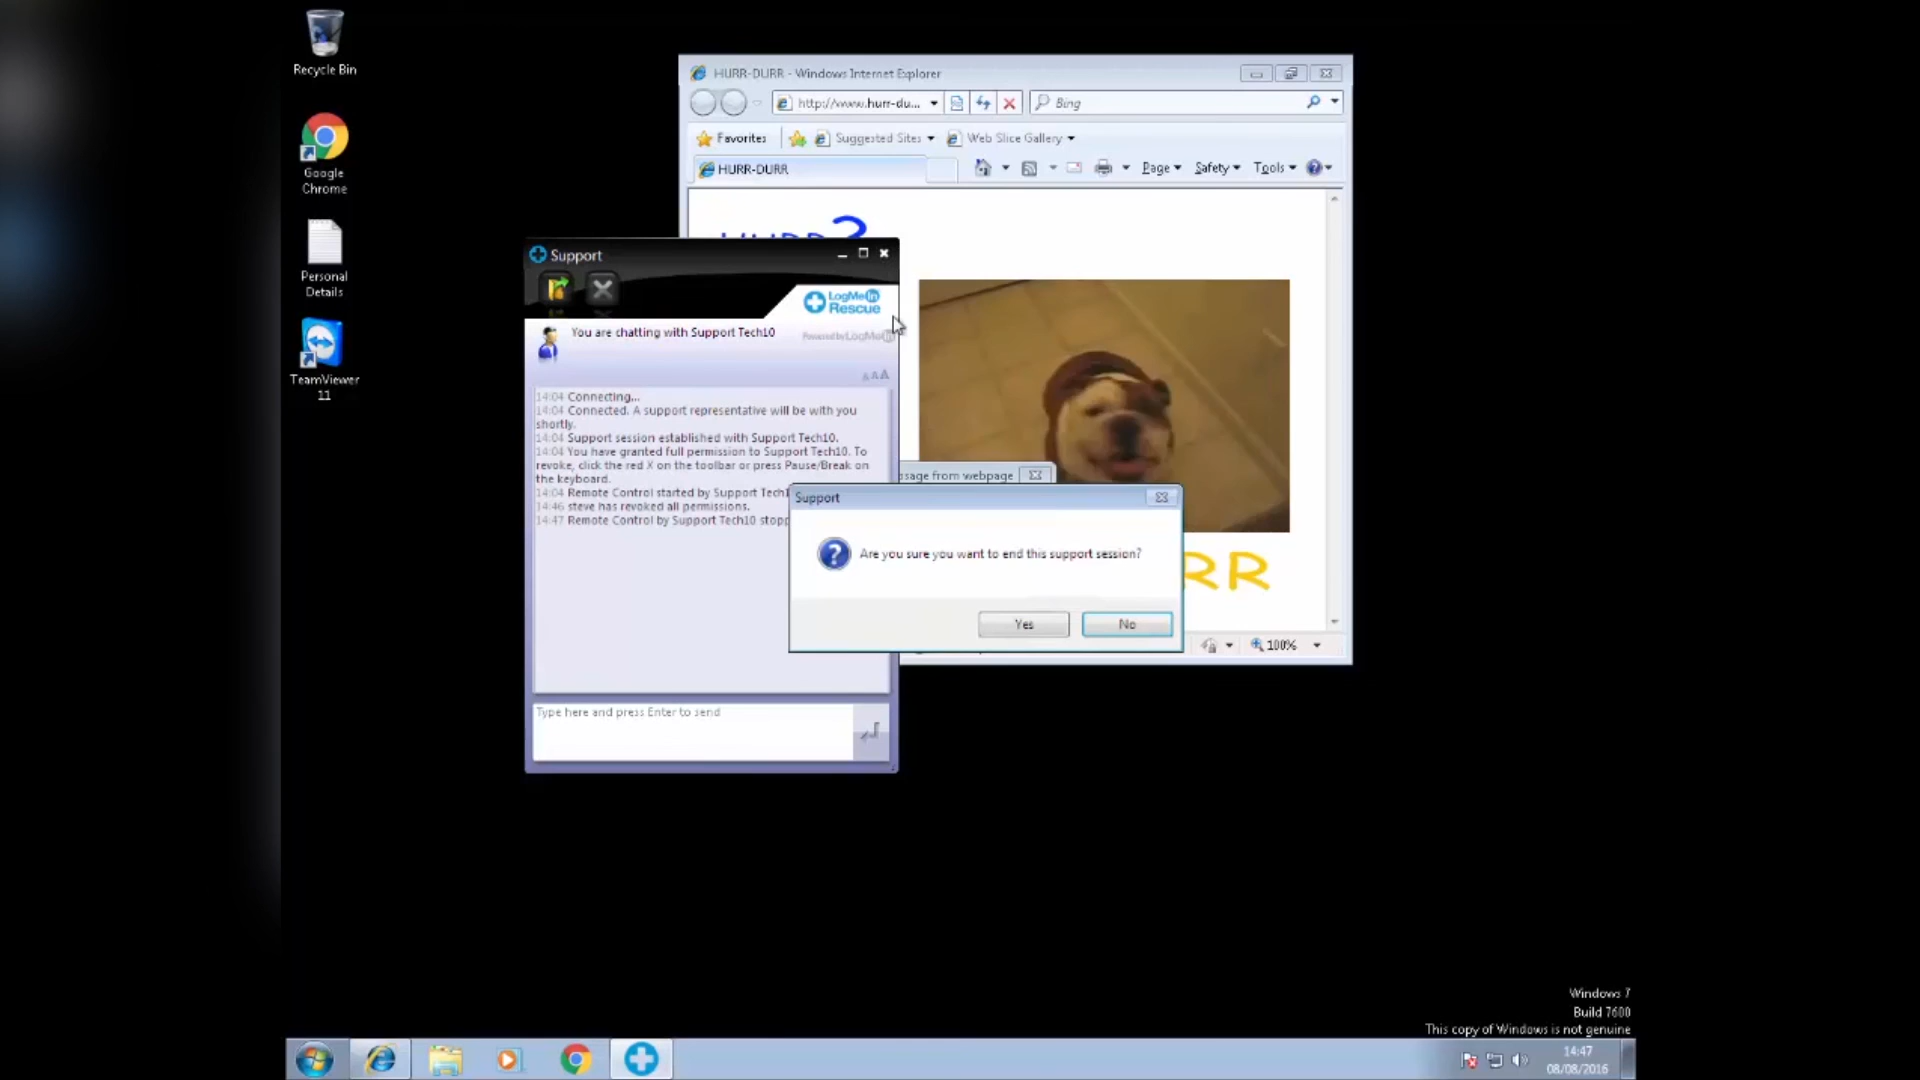 Recycle Bin
Google
Chrome
Personal
Details
TeamViewer
11
HURR-DURR - Windows Internet Explorer
http://www.hurr-du...
Bing
Favorites
Suggested Sites
Web Slice Gallery
HURR-DURR
Page
Safety
Tools
Support
LogMeIn
Rescue
You are chatting with Support Tech10
Powered by LogMeIn
AAA
14:04 Connecting...
14:04 Connected. A support representative will be with you
shortly.
14:04 Support session established with Support Tech10.
14:04 You have granted full permission to Support Tech10. To
revoke, click the red X on the toolbar or press Pause/Break on
the keyboard.
14:04 Remote Control started by Support Tech1
14:46 steve has revoked all permissions.
14:47 Remote Control by Support Tech10 stopp
ssage from webpage
Support
Are you sure you want to end this support session?
Yes
No
RR
100%
Type here and press Enter to send
Windows 7
Build 7600
This copy of Windows is not genuine
14:47
08/08/2016